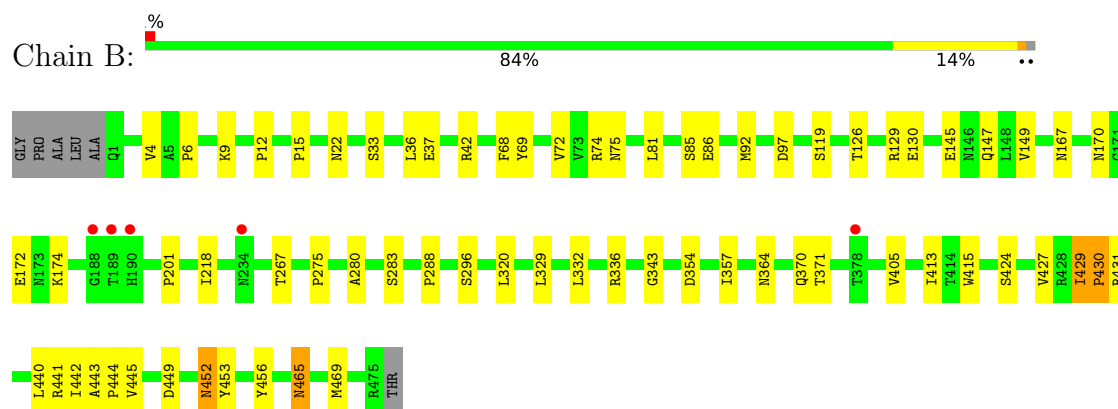 %
Chain B:
84% 14% ••
GLY PRO ALA LEU ALA Q1 V4 A5 P6 K9 P12 P15 N22 S33 L36 E37 R42 F68 Y69 V72 V73 R74 N75 L81 S85 E86 M92 D97 S119 T126 R129 E130 E145 N146 Q147 L148 V149 N167 N170 G171
E172 N173 K174 G188 T189 H190 P201 I218 N234 T267 P275 A280 S283 P288 S296 L320 L329 L332 R336 G343 D354 I357 N364 Q370 T371 T378 V405 I413 T414 W415 S424 V427 R428 I429 P430
L440 R441 I442 A443 P444 V445 D449 N452 Y453 Y456 N465 M469 R475 THR